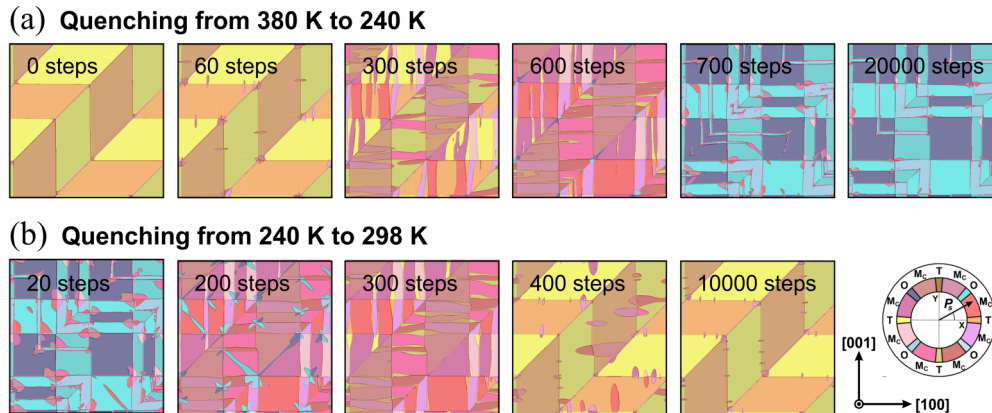 (a) Quenching from 380 K to 240 K
0 steps
60 steps
300 steps
600 steps
700 steps
20000 steps
(b) Quenching from 240 K to 298 K
20 steps
200 steps
300 steps
400 steps
10000 steps
T
M_C
M_C
O
O
M_C
M_C
Y
P_s
T
X
T
M_C
M_C
O
O
M_C
M_C
T
[001]
[100]